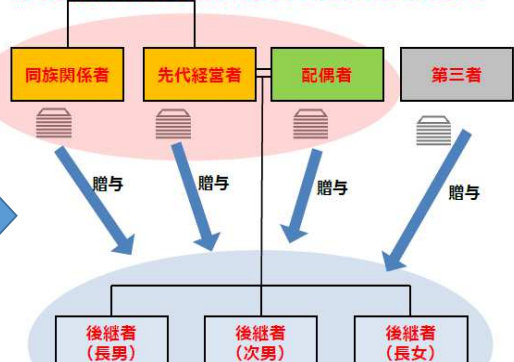 同族関係者
先代経営者
配偶者
第三者
贈与
贈与
贈与
贈与
後継者
（長男）
後継者
（次男）
後継者
（長女）